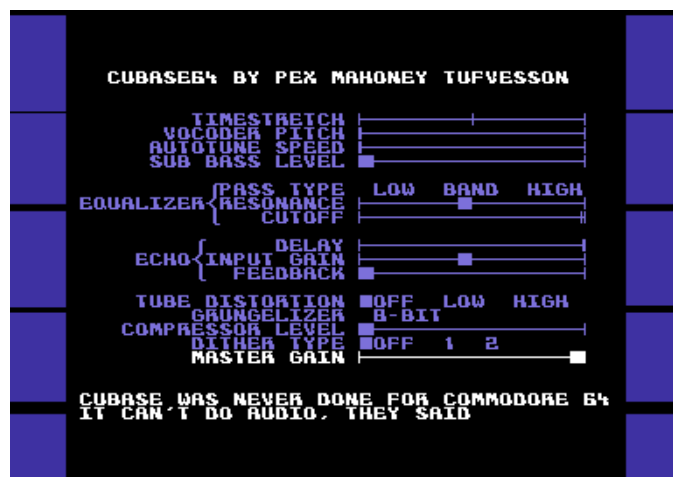 CUBASE64 BY PEX MAHONEY TUFVESSON
TIMESTRETCH
VOCODER PITCH
AUTOTUNE SPEED
SUB BASS LEVEL
PASS TYPE LOW BAND HIGH
EQUALIZER RESONANCE
CUTOFF
DELAY
ECHO INPUT GAIN
FEEDBACK
TUBE DISTORTION OFF LOW HIGH
GRUNGELIZER 8-BIT
COMPRESSOR LEVEL
DITHER TYPE OFF 1 2
MASTER GAIN
CUBASE WAS NEVER DONE FOR COMMODORE 64
IT CAN'T DO AUDIO, THEY SAID